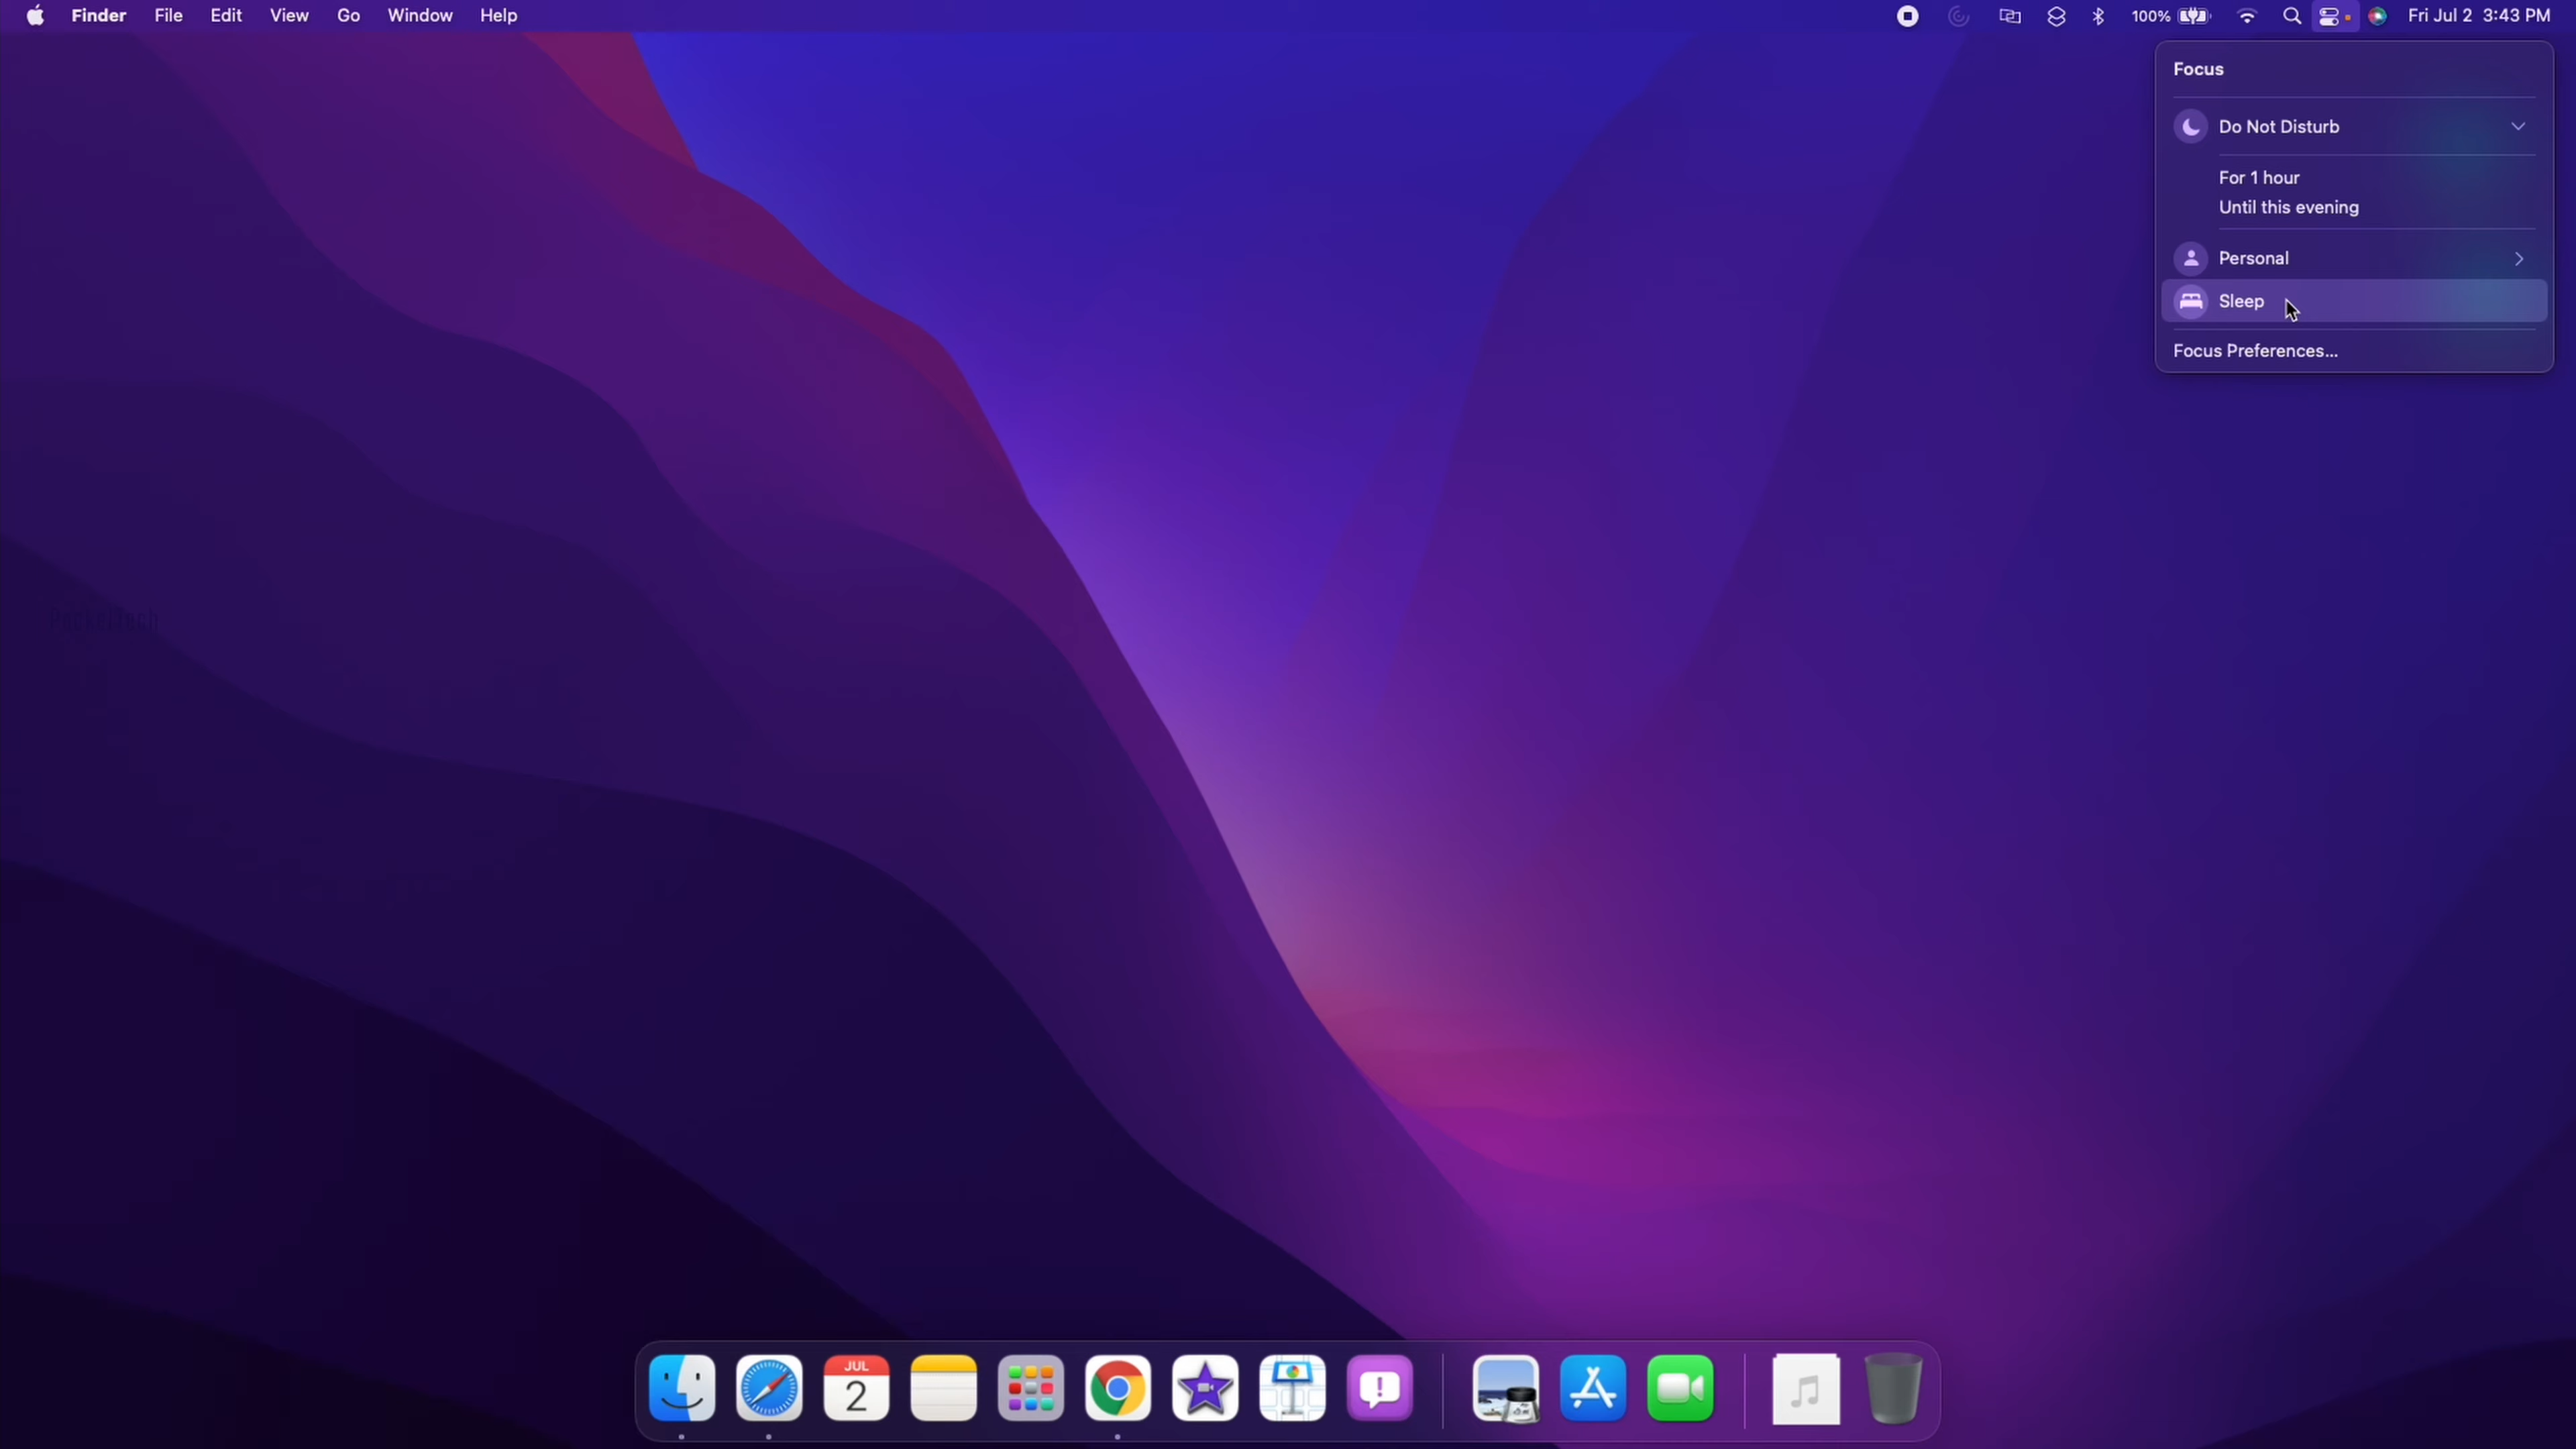 Finder File Edit View Go Window Help 100% Fri Jul 2 3:43 PM
Focus
Do Not Disturb
For 1 hour
Until this evening
Personal
Sleep
Focus Preferences...
JUL
2